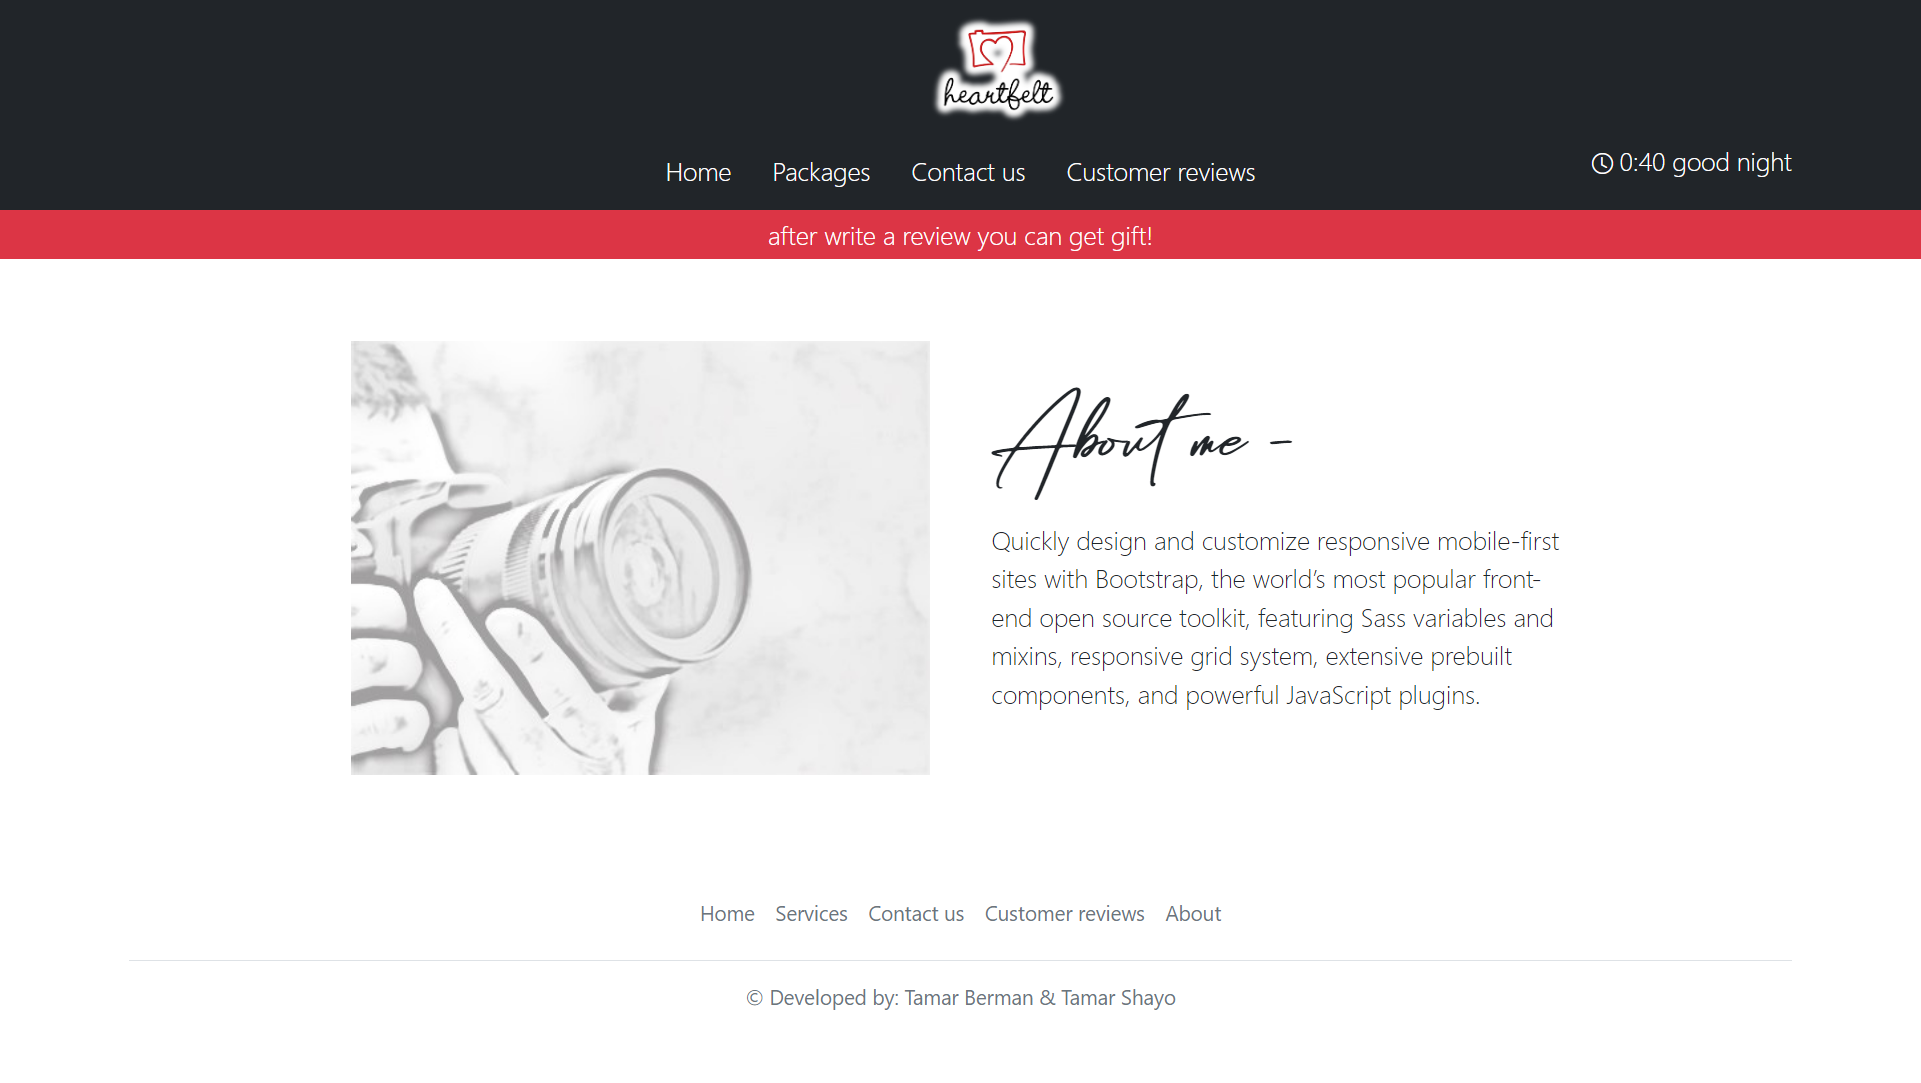 heartfelt
Home Packages Contact us Customer reviews
0:40 good night
after write a review you can get gift!
About me -
Quickly design and customize responsive mobile-first
sites with Bootstrap, the world’s most popular front-
end open source toolkit, featuring Sass variables and
mixins, responsive grid system, extensive prebuilt
components, and powerful JavaScript plugins.
Home Services Contact us Customer reviews About
© Developed by: Tamar Berman & Tamar Shayo